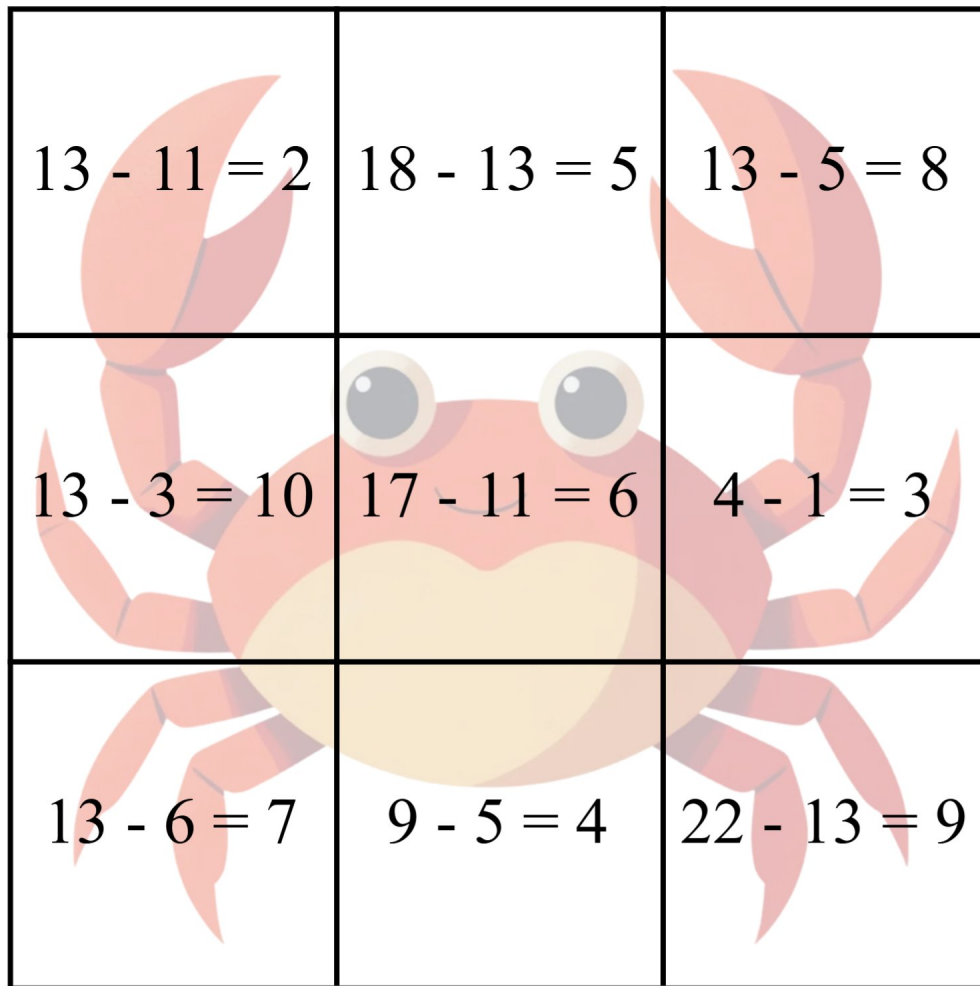 13 - 11 = 2
18 - 13 = 5
13 - 5 = 8
13 - 3 = 10
17 - 11 = 6
4 - 1 = 3
13 - 6 = 7
9 - 5 = 4
22 - 13 = 9